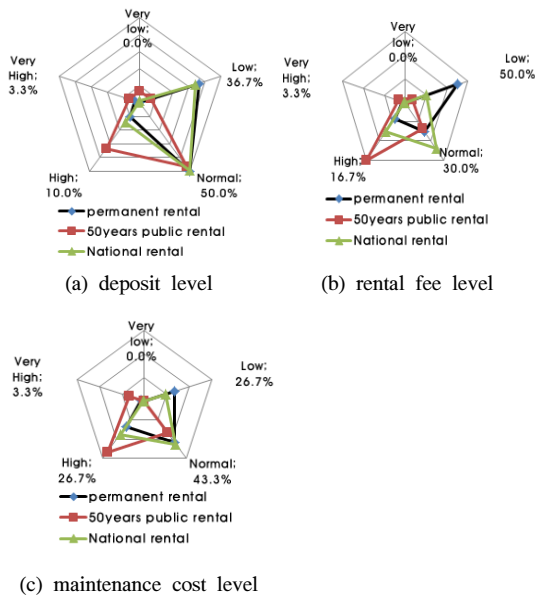 Very
low;
0.0%
Low;
36.7%
Normal;
50.0%
High;
10.0%
Very
High;
3.3%
permanent rental
50years public rental
National rental
(a) deposit level
Very
low;
0.0%
Low;
50.0%
Normal;
30.0%
High;
16.7%
Very
High;
3.3%
permanent rental
50years public rental
National rental
(b) rental fee level
Very
low;
0.0%
Low;
26.7%
Normal;
43.3%
High;
26.7%
Very
High;
3.3%
permanent rental
50years public rental
National rental
(c) maintenance cost level